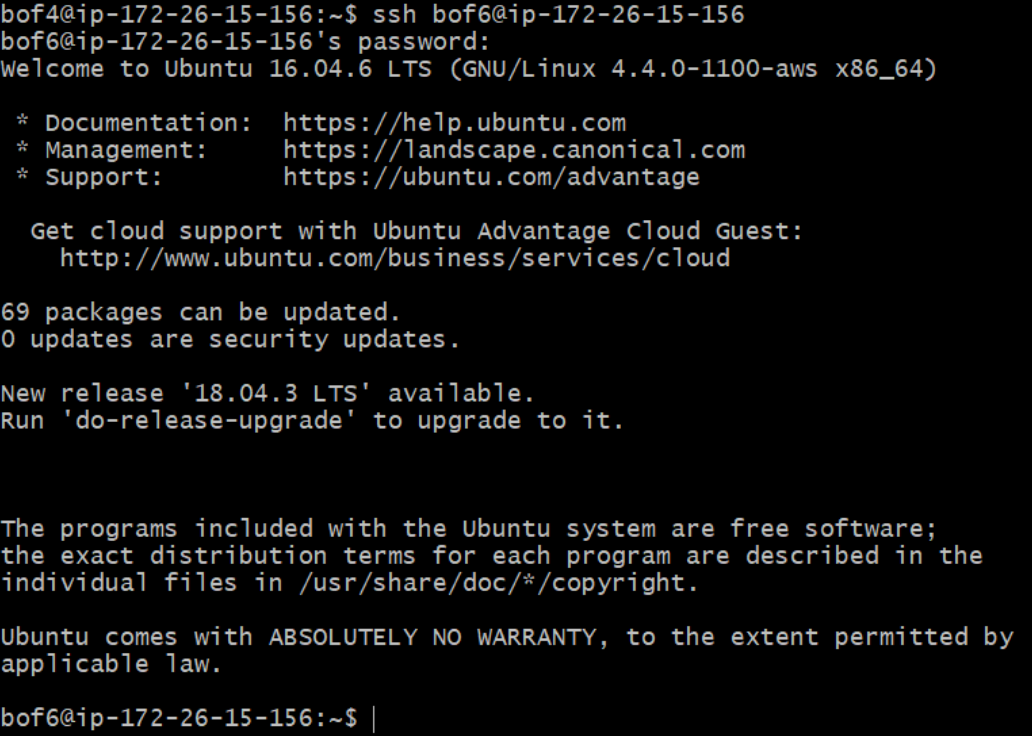 bof4@ip-172-26-15-156:~$ ssh bof6@ip-172-26-15-156
bof6@ip-172-26-15-156's password:
Welcome to Ubuntu 16.04.6 LTS (GNU/Linux 4.4.0-1100-aws x86_64)
* Documentation:  https://help.ubuntu.com
* Management:     https://landscape.canonical.com
* Support:        https://ubuntu.com/advantage
Get cloud support with Ubuntu Advantage Cloud Guest:
http://www.ubuntu.com/business/services/cloud
69 packages can be updated.
0 updates are security updates.
New release '18.04.3 LTS' available.
Run 'do-release-upgrade' to upgrade to it.
The programs included with the Ubuntu system are free software;
the exact distribution terms for each program are described in the
individual files in /usr/share/doc/*/copyright.
Ubuntu comes with ABSOLUTELY NO WARRANTY, to the extent permitted by
applicable law.
bof6@ip-172-26-15-156:~$